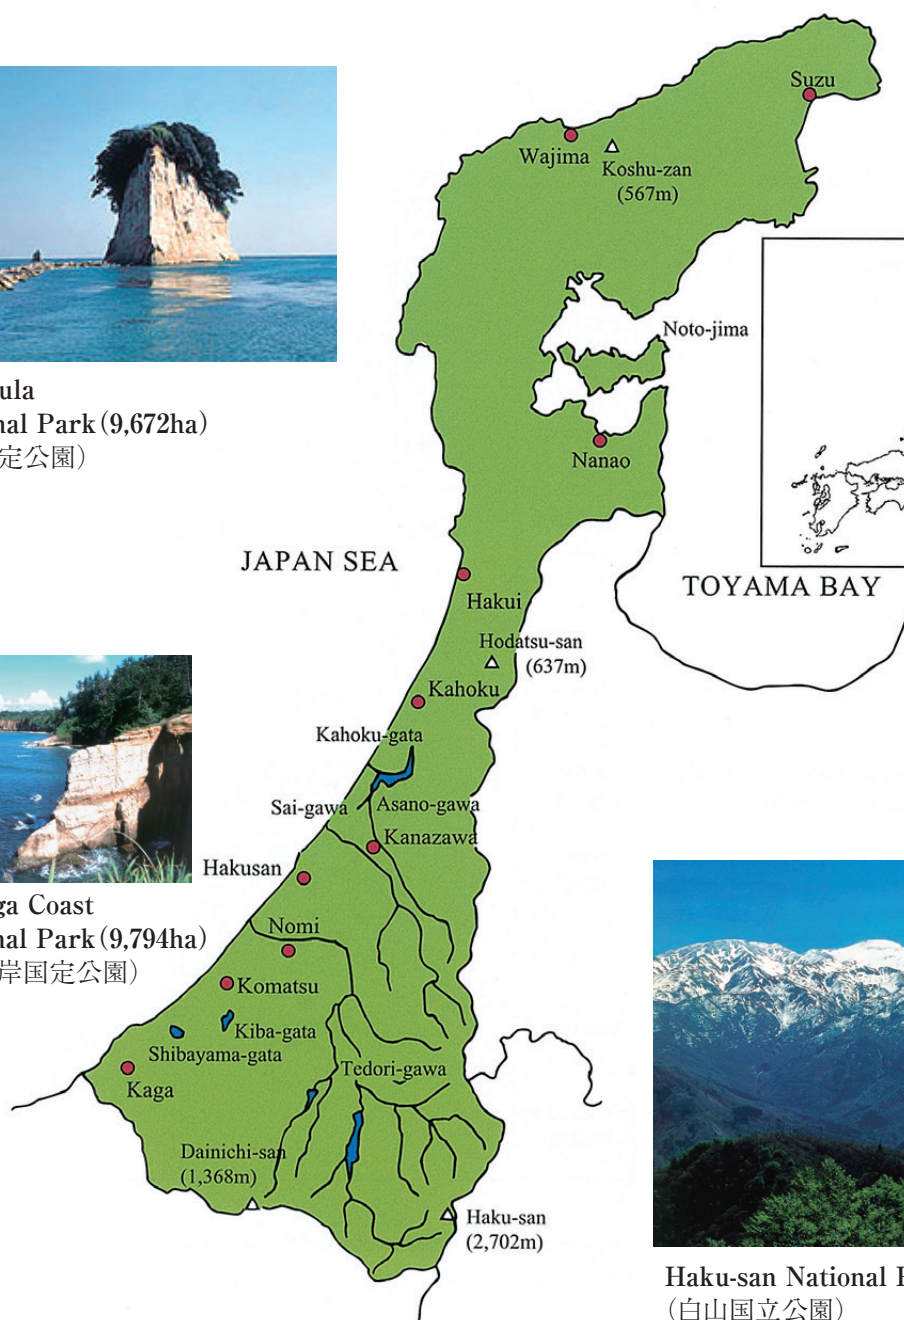 Suzu
Wajima
Koshu-zan
(567m)
Noto-jima
ula
nal Park(9,672ha)
定公園)
Nanao
JAPAN SEA
TOYAMA BAY
Hakui
Hodatsu-san
(637m)
Kahoku
Kahoku-gata
Sai-gawa
Asano-gawa
Kanazawa
Hakusan
ga Coast
nal Park(9,794ha)
岸国定公園)
Nomi
Komatsu
Kiba-gata
Shibayama-gata
Tedori-gawa
Kaga
Dainichi-san
(1,368m)
Haku-san
(2,702m)
Haku-san National
(白山国立公園)